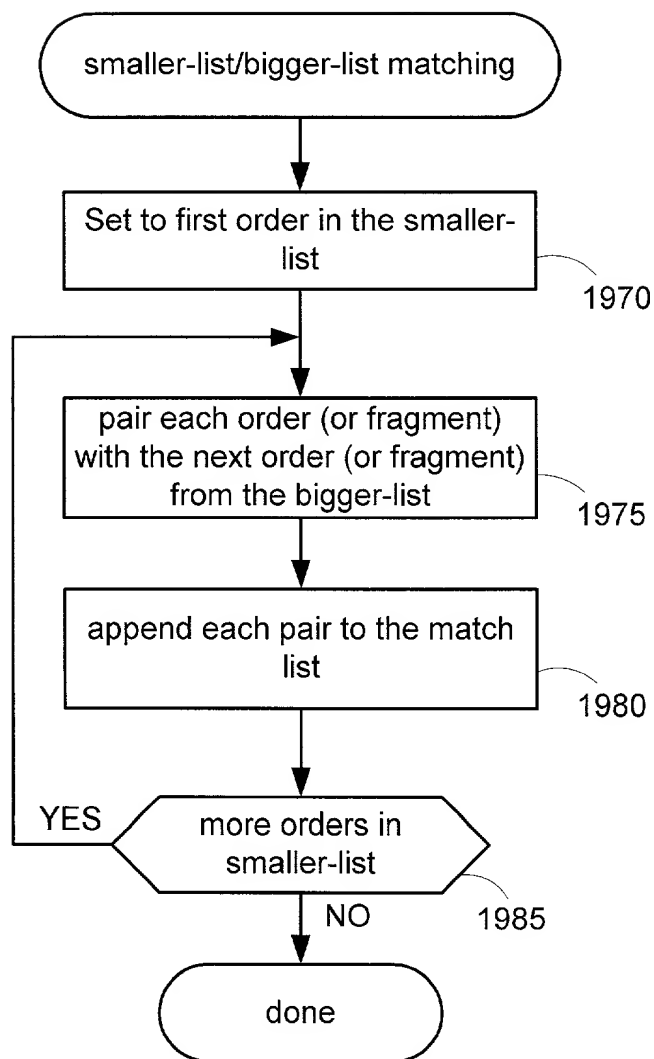 smaller-list/bigger-list matching
Set to first order in the smaller-
list
1970
pair each order (or fragment)
with the next order (or fragment)
from the bigger-list
1975
append each pair to the match
list
1980
YES
more orders in
smaller-list
1985
NO
done